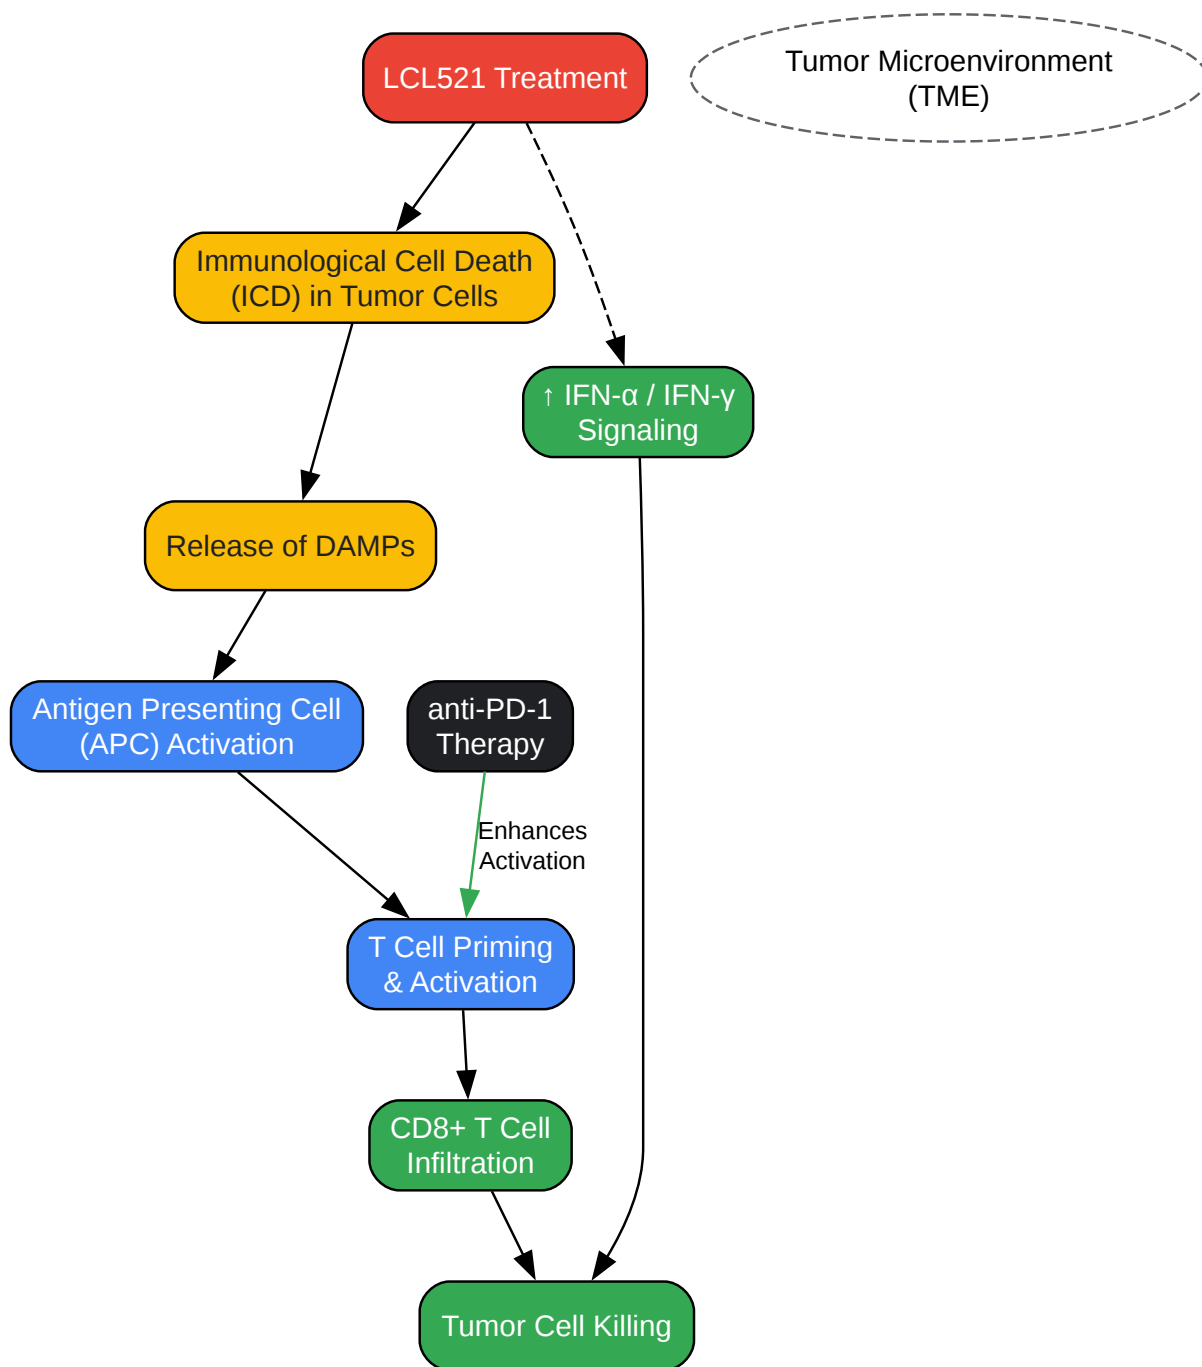 LCL521 Treatment
Tumor Microenvironment
(TME)
Immunological Cell Death
(ICD) in Tumor Cells
↑ IFN-α / IFN-γ
Signaling
Release of DAMPs
Antigen Presenting Cell
(APC) Activation
anti-PD-1
Therapy
Enhances
Activation
T Cell Priming
& Activation
CD8+ T Cell
Infiltration
Tumor Cell Killing